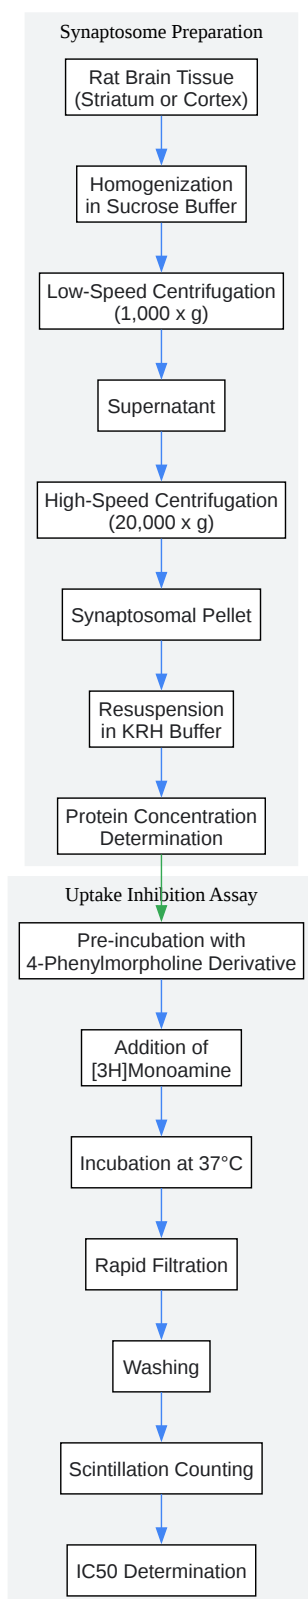 Synaptosome Preparation
Rat Brain Tissue
(Striatum or Cortex)
Homogenization
in Sucrose Buffer
Low-Speed Centrifugation
(1,000 x g)
Supernatant
High-Speed Centrifugation
(20,000 x g)
Synaptosomal Pellet
Resuspension
in KRH Buffer
Protein Concentration
Determination
Uptake Inhibition Assay
Pre-incubation with
4-Phenylmorpholine Derivative
Addition of
[3H]Monoamine
Incubation at 37°C
Rapid Filtration
Washing
Scintillation Counting
IC50 Determination